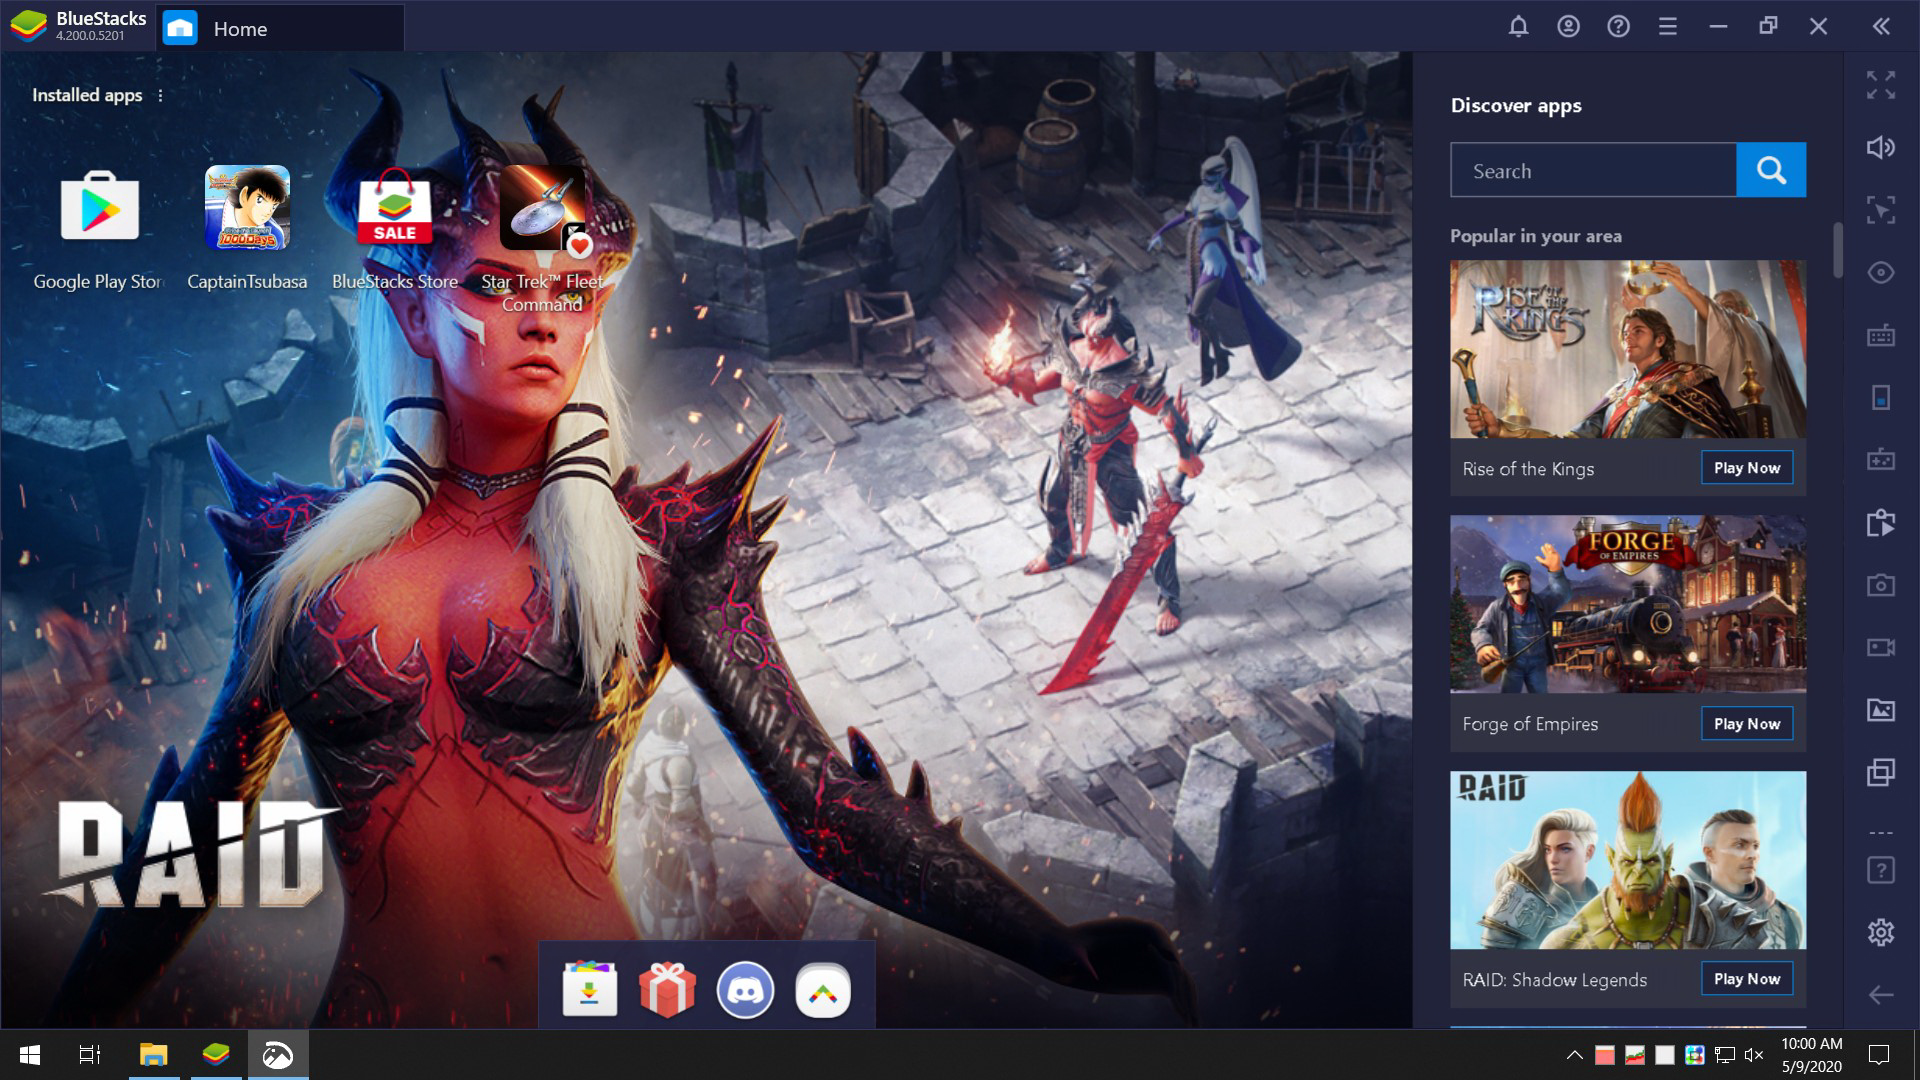 BlueStacks
4.200.0.5201
Home
Installed apps
SALE
1000Days
Google Play Stor
CaptainTsubasa
BlueStacks Store
Star Trek™ Fleet
Command
RAID
Discover apps
Search
Popular in your area
RISE OF THE KINGS
Rise of the Kings
Play Now
FORGE
OF EMPIRES
Forge of Empires
Play Now
RAID
RAID: Shadow Legends
Play Now
10:00 AM
5/9/2020